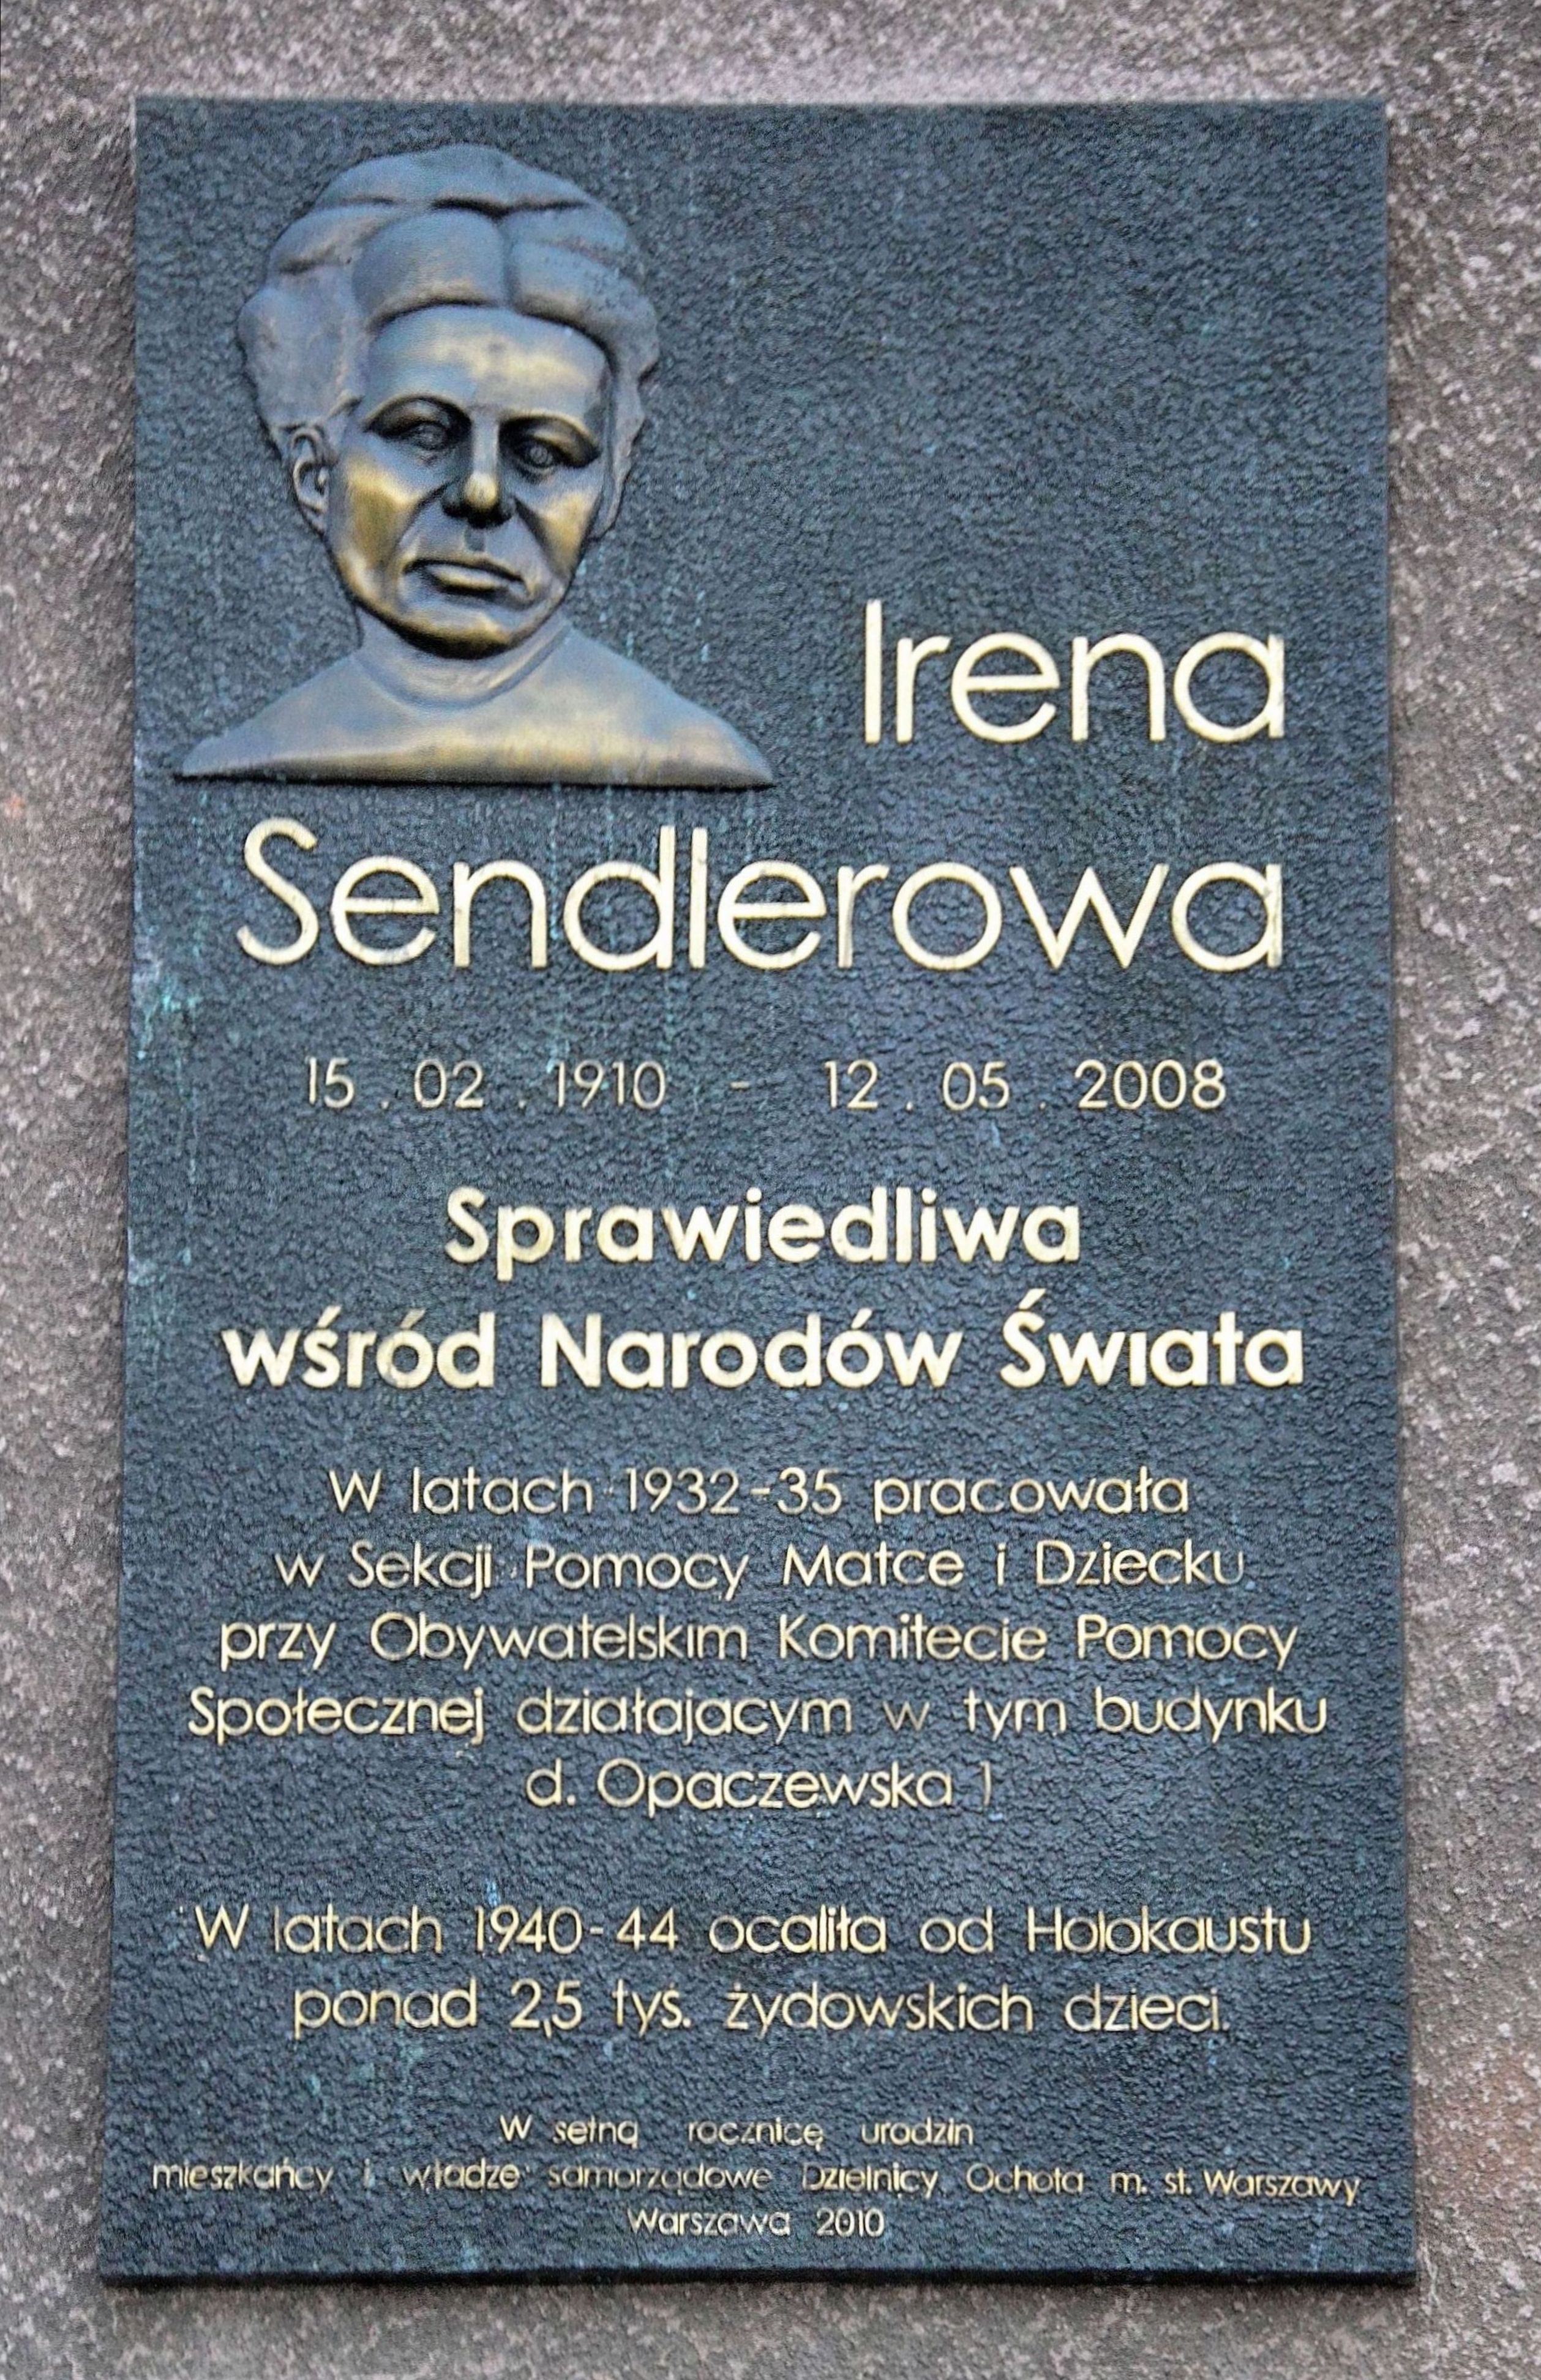 Irena
Sendlerowa
15 . 02 . 1910 - 12 . 05 . 2008
Sprawiedliwa
wśród Narodów Świata
W latach 1932-35 pracowała
w Sekcji Pomocy Matce i Dziecku
przy Obywatelskim Komitecie Pomocy
Społecznej działajacym w tym budynku
d. Opaczewska 1
W latach 1940-44 ocaliła od Holokaustu
ponad 2,5 tyś. żydowskich dzieci.
W setną rocznicę urodzin
mieszkańcy i władze samorządowe Dzielnicy Ochota m. st. Warszawy
Warszawa 2010